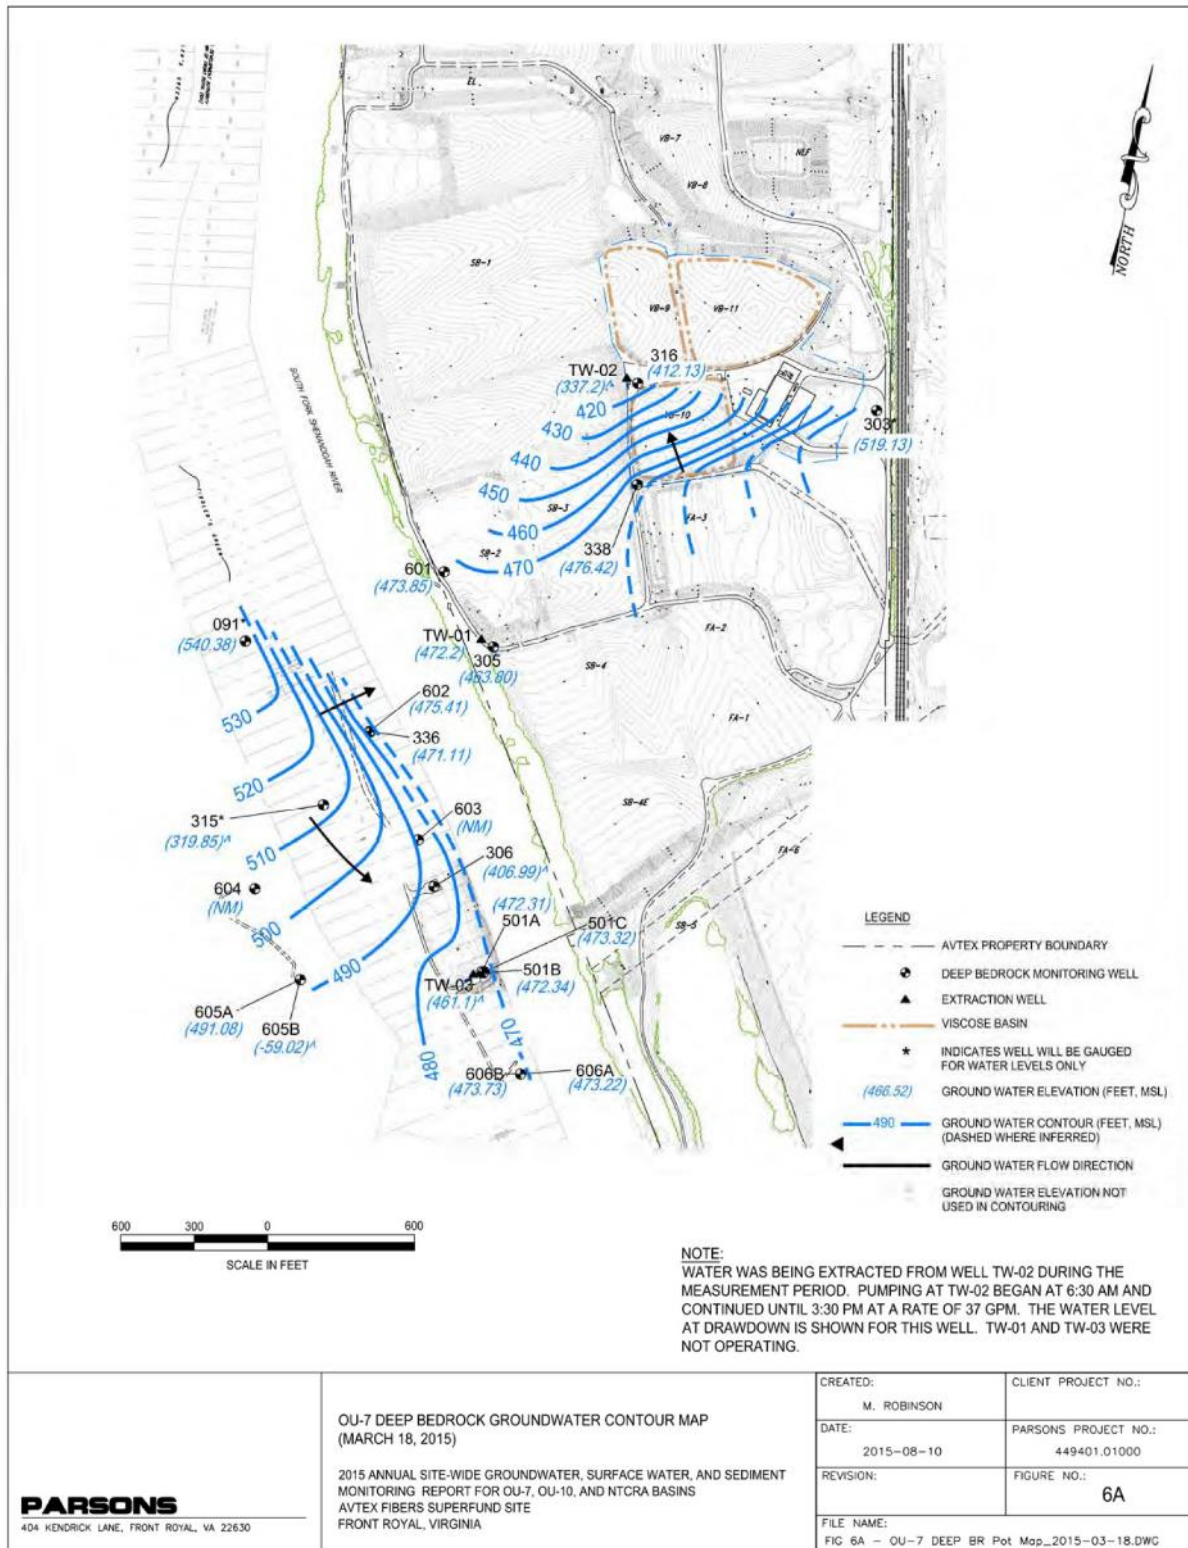 EL
VB-7
NLF
VB-8
NORTH
SB-1
VB-9
VB-11
SOUTH FORK SHENANDOAH RIVER
316
TW-02
(412.13)
(337.2)^
420
VB-10
303*
430
(519.13)
440
450
SB-3
460
FA-3
SB-2
338
470
(476.42)
601
(473.85)
091*
TW-01
FA-2
(540.38)
(472.2)
305
(463.80)
SB-4
602
(475.41)
530
FA-1
336
(471.11)
520
SB-4E
603
315*
(NM)
(319.85)^
306
FA-6
510
(406.99)^
604
(NM)
(472.31)
501A
501C
SB-5
500
(473.32)
490
501B
TW-03
(472.34)
(461.1)^
605A
(491.08)
605B
(-59.02)^
470
480
606B
606A
(473.73)
(473.22)
LEGEND
AVTEX PROPERTY BOUNDARY
DEEP BEDROCK MONITORING WELL
EXTRACTION WELL
VISCOSE BASIN
* INDICATES WELL WILL BE GAUGED
FOR WATER LEVELS ONLY
(466.52) GROUND WATER ELEVATION (FEET, MSL)
490 GROUND WATER CONTOUR (FEET, MSL)
(DASHED WHERE INFERRED)
GROUND WATER FLOW DIRECTION
GROUND WATER ELEVATION NOT
USED IN CONTOURING
600 300 0 600
SCALE IN FEET
NOTE:
WATER WAS BEING EXTRACTED FROM WELL TW-02 DURING THE
MEASUREMENT PERIOD. PUMPING AT TW-02 BEGAN AT 6:30 AM AND
CONTINUED UNTIL 3:30 PM AT A RATE OF 37 GPM. THE WATER LEVEL
AT DRAWDOWN IS SHOWN FOR THIS WELL. TW-01 AND TW-03 WERE
NOT OPERATING.
PARSONS
404 KENDRICK LANE, FRONT ROYAL, VA 22630
OU-7 DEEP BEDROCK GROUNDWATER CONTOUR MAP
(MARCH 18, 2015)
2015 ANNUAL SITE-WIDE GROUNDWATER, SURFACE WATER, AND SEDIMENT
MONITORING REPORT FOR OU-7, OU-10, AND NTCRA BASINS
AVTEX FIBERS SUPERFUND SITE
FRONT ROYAL, VIRGINIA
CREATED:
M. ROBINSON
CLIENT PROJECT NO.:
DATE:
2015-08-10
PARSONS PROJECT NO.:
449401.01000
REVISION:
FIGURE NO.:
6A
FILE NAME:
FIG 6A - OU-7 DEEP BR Pot Map_2015-03-18.DWG